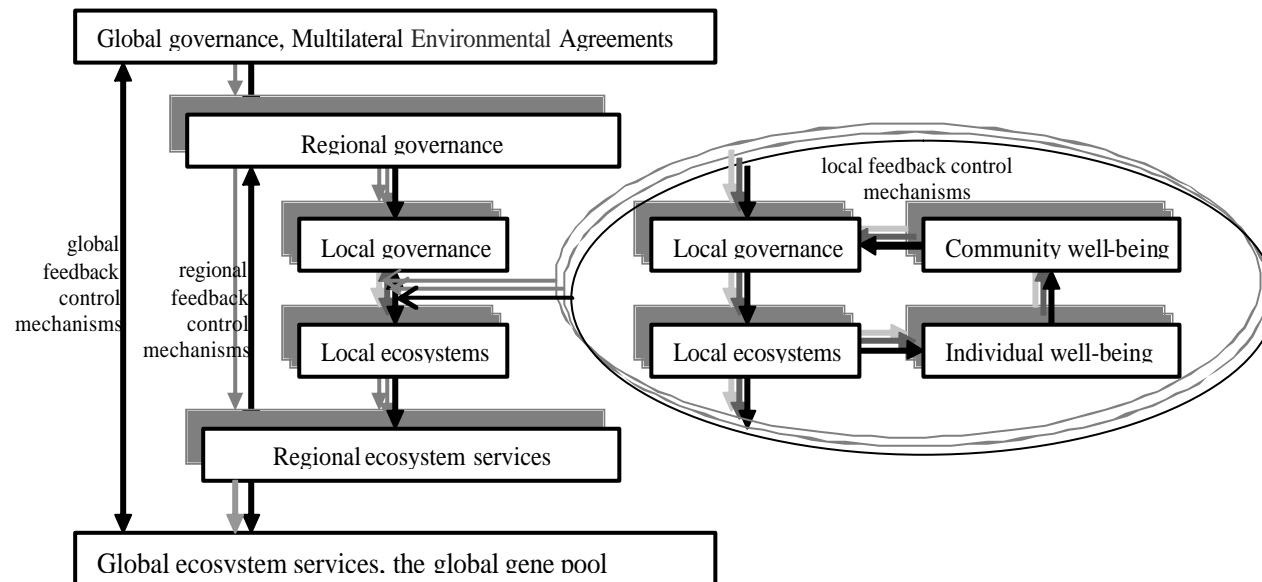 Global governance, Multilateral Environmental Agreements
Regional governance
local feedback control
mechanisms
Local governance
Local governance
Community well-being
global
feedback
control
mechanisms
regional
feedback
control
mechanisms
Local ecosystems
Local ecosystems
Individual well-being
Regional ecosystem services
Global ecosystem services, the global gene pool